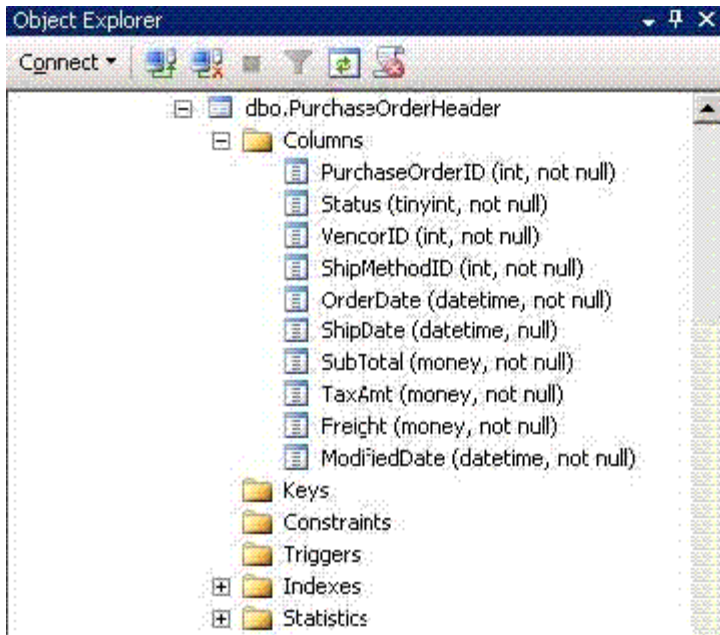 Object Explorer
Connect
dbo.PurchaseOrderHeader
Columns
PurchaseOrderID (int, not null)
Status (tinyint, not null)
VencorID (int, not null)
ShipMethodID (int, not null)
OrderDate (datetime, not null)
ShipDate (datetime, null)
SubTotal (money, not null)
TaxAmt (money, not null)
Freight (money, not null)
ModifiedDate (datetime, not null)
Keys
Constraints
Triggers
Indexes
Statistics